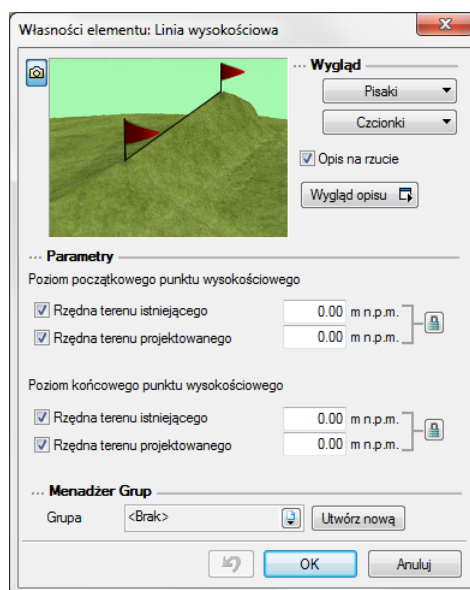 Własności elementu: Linia wysokościowa
Wygląd
Pisaki
Czcionki
Opis na rzucie
Wygląd opisu
Parametry
Poziom początkowego punktu wysokościowego
Rzędna terenu istniejącego 0.00 m n.p.m.
Rzędna terenu projektowanego 0.00 m n.p.m.
Poziom końcowego punktu wysokościowego
Rzędna terenu istniejącego 0.00 m n.p.m.
Rzędna terenu projektowanego 0.00 m n.p.m.
Menadżer Grup
Grupa <Brak> Utwórz nową
OK Anuluj